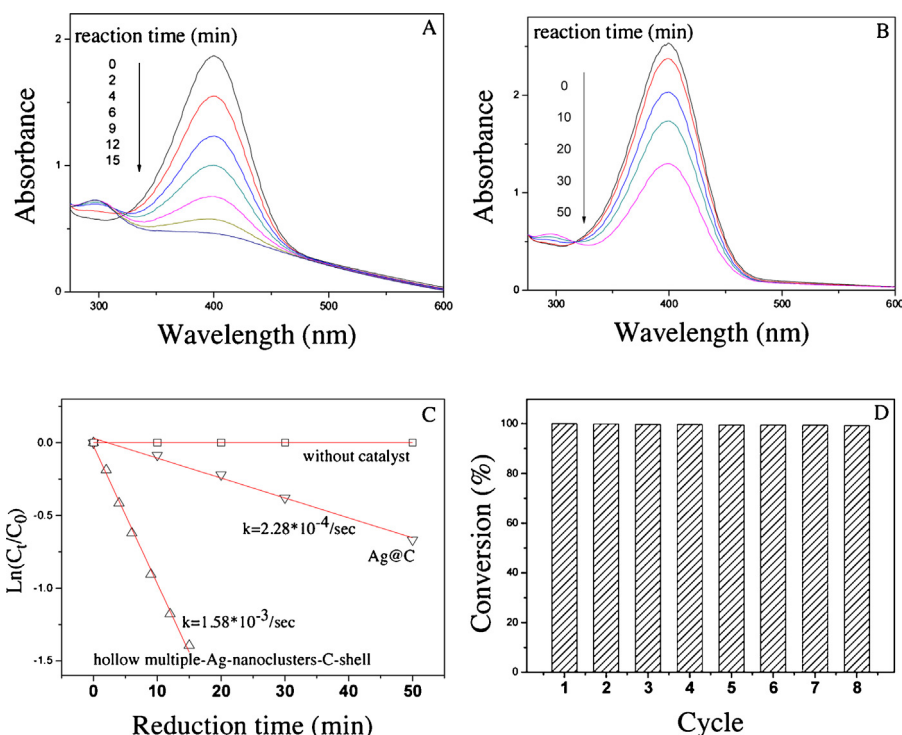 A
reaction time (min)
0
2
4
6
9
12
15
2
1
0
Absorbance
300
400
500
600
Wavelength (nm)
B
reaction time (min)
0
10
20
30
50
2
1
0
Absorbance
300
400
500
600
Wavelength (nm)
C
0.0
-0.5
-1.0
-1.5
Ln(Ct/C0)
without catalyst
k=2.28*10-4/sec
Ag@C
k=1.58*10-3/sec
hollow multiple-Ag-nanoclusters-C-shell
0
10
20
30
40
50
Reduction time (min)
D
100
80
60
40
20
0
Conversion (%)
1 2 3 4 5 6 7 8
Cycle